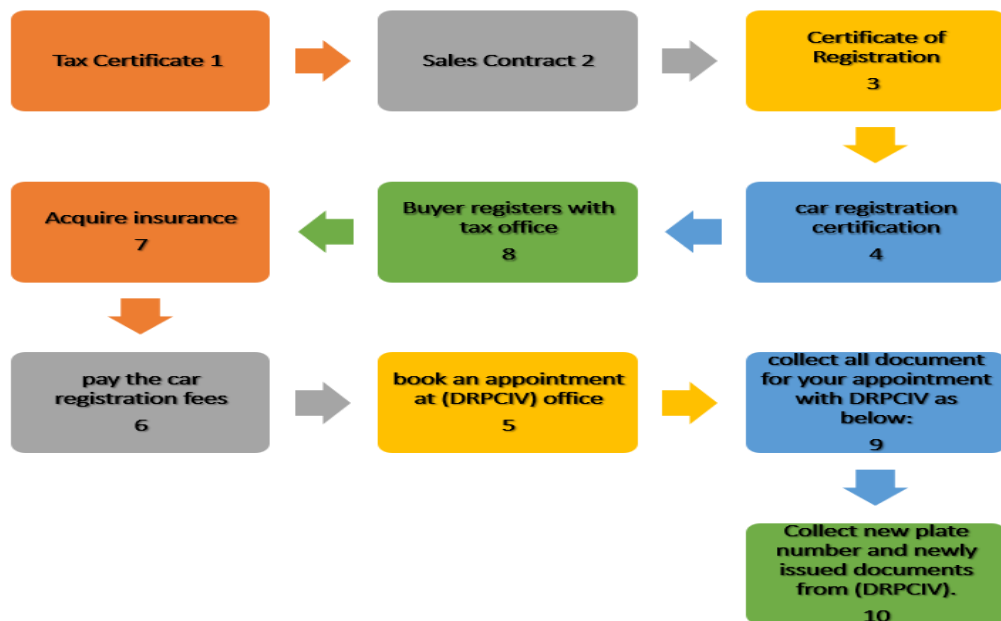 Tax Certificate 1
Sales Contract 2
Certificate of
Registration
3
car registration
certification
4
Buyer registers with
tax office
8
Acquire insurance
7
pay the car
registration fees
6
book an appointment
at (DRPCIV) office
5
collect all document
for your appointment
with DRPCIV as
below:
9
Collect new plate
number and newly
issued documents
from (DRPCIV).
10